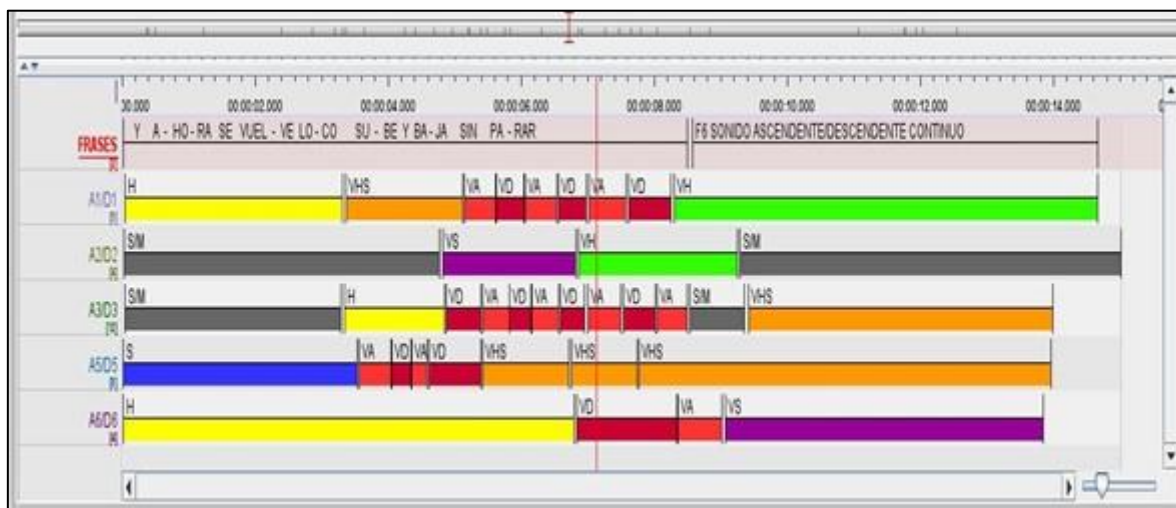 00.000 00:00:02.000 00:00:04.000 00:00:06.000 00:00:08.000 00:00:10.000 00:00:12.000 00:00:14.000
FRASES Y A - HO - RA SE VUEL - VE LO - CO SU - BE Y BA - JA SIN PA - RAR F6 SONIDO ASCENDENTE/DESCENDENTE CONTINUO
A1/D1 H VHS VA VD VA VD VA VD VH
A2/D2 S/M VS VH S/M
A3/D3 S/M H VD VA VD VA VD VA VD VA S/M VHS
A5/D5 S VA VD VA VD VHS VHS VHS
A6/D6 H VD VA VS